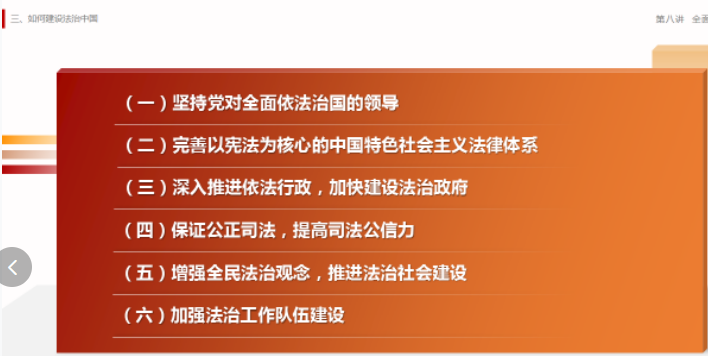 三、如何建设法治中国
第八讲 全面
（一）坚持党对全面依法治国的领导
（二）完善以宪法为核心的中国特色社会主义法律体系
（三）深入推进依法行政，加快建设法治政府
（四）保证公正司法，提高司法公信力
（五）增强全民法治观念，推进法治社会建设
（六）加强法治工作队伍建设